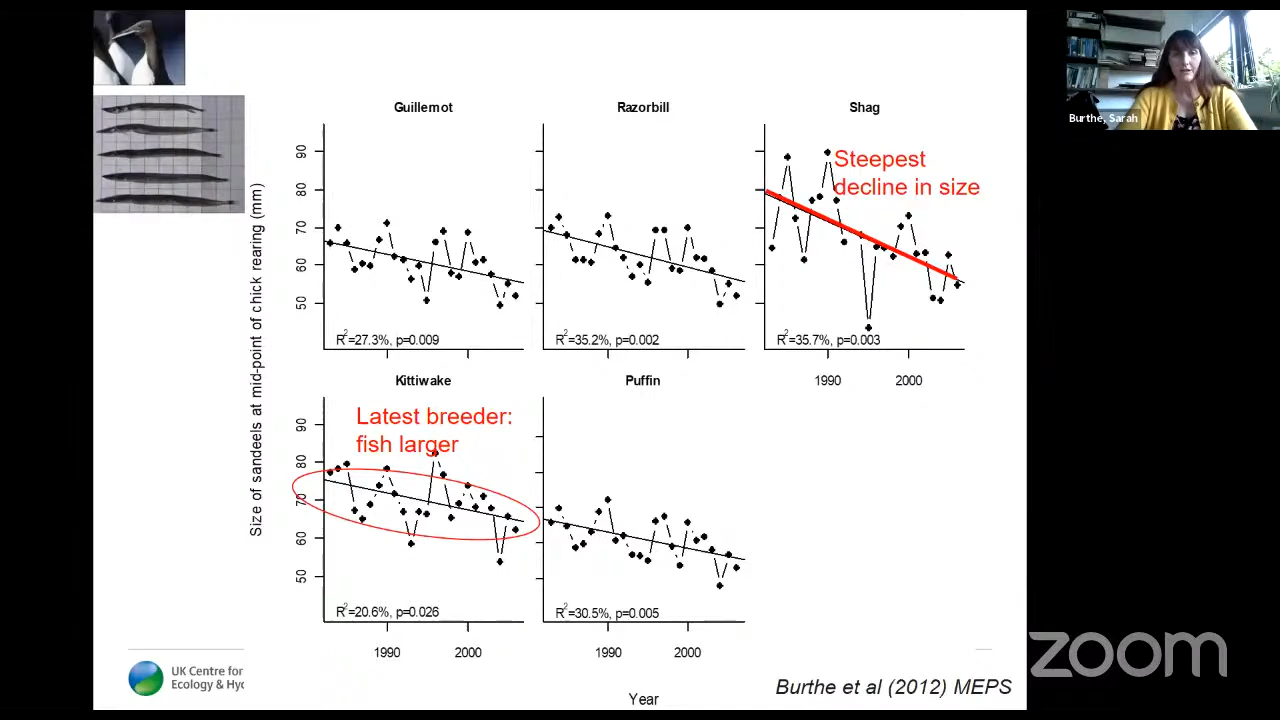 Guillemot
Razorbill
Shag
Burthe, Sarah
Size of sandeels at mid-point of chick rearing (mm)
90
80
70
60
50
Steepest
decline in size
R2=27.3%, p=0.009
R2=35.2%, p=0.002
R2=35.7%, p=0.003
1990
2000
Kittiwake
Puffin
Latest breeder:
fish larger
90
80
70
60
50
R2=20.6%, p=0.026
R2=30.5%, p=0.005
1990
2000
1990
2000
Year
UK Centre for
Ecology & Hyc
Burthe et al (2012) MEPS
zoom